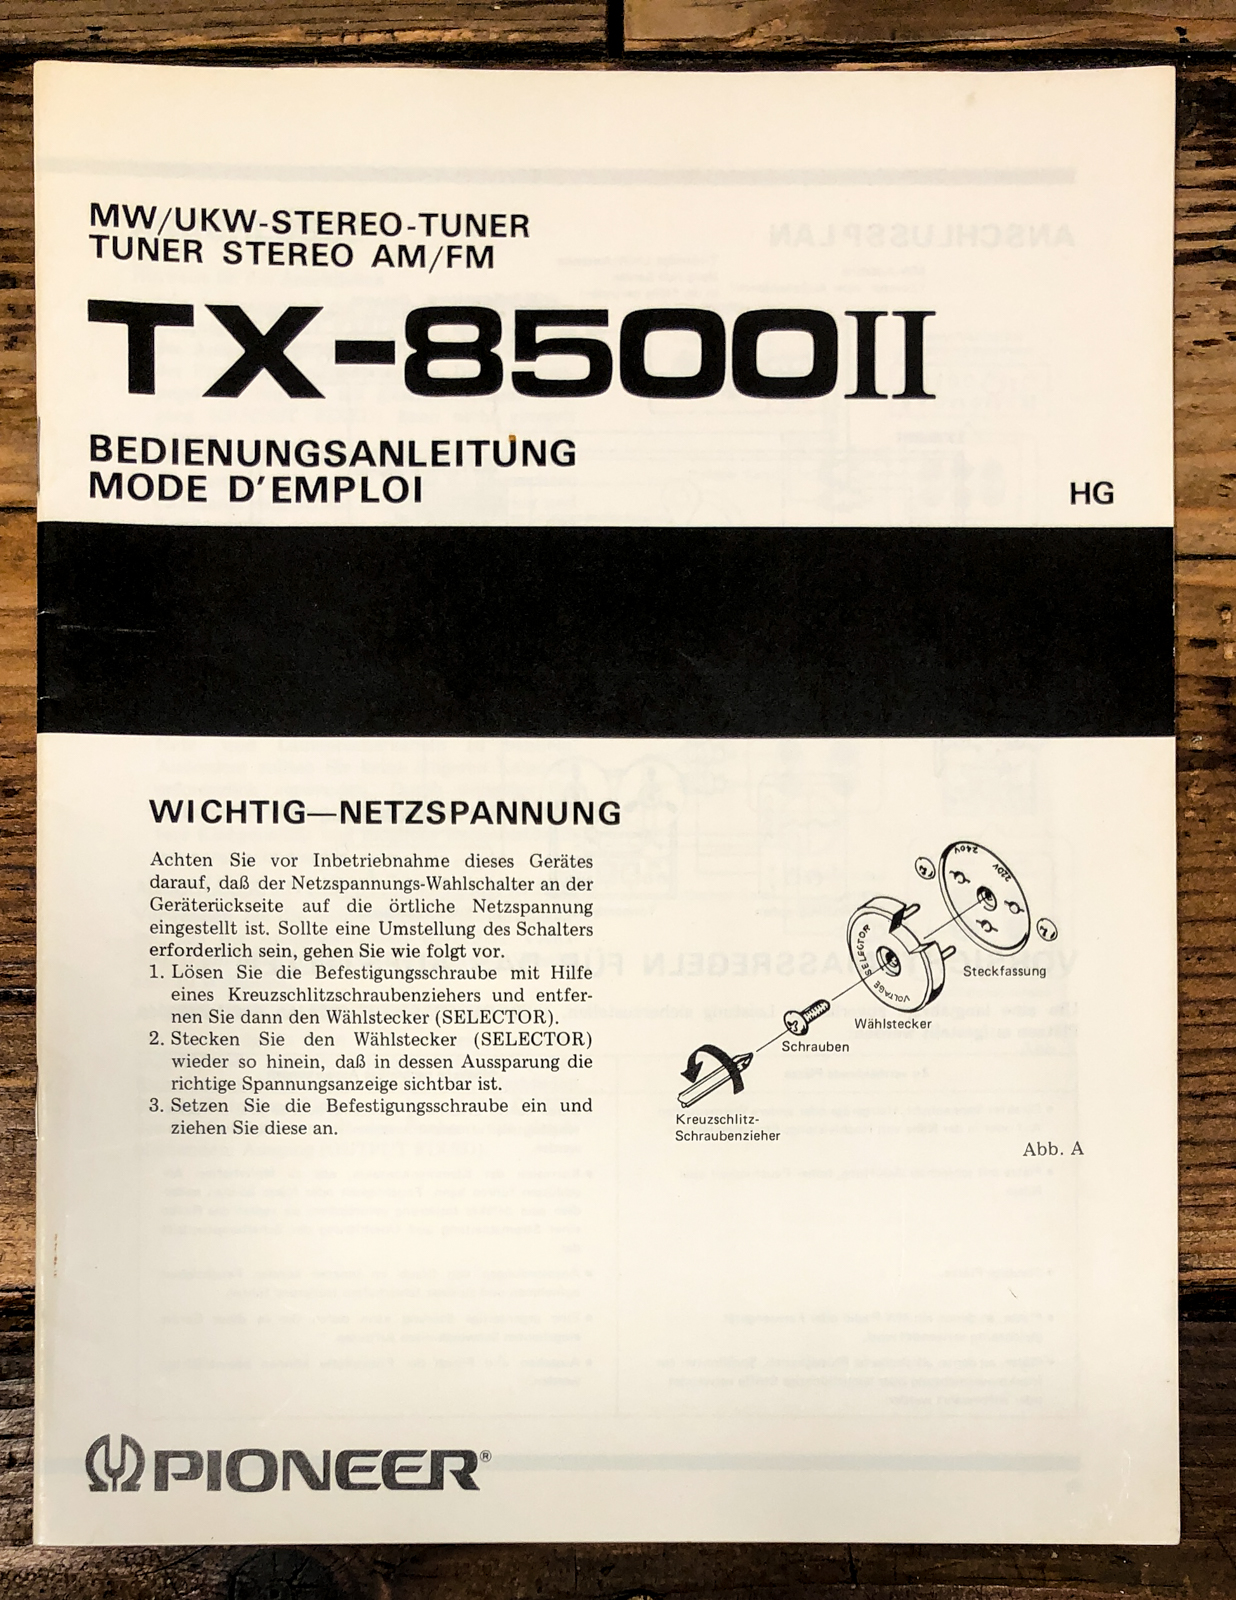 MW/UKW-STEREO-TUNER
TUNER STEREO AM/FM
TX-8500II
BEDIENUNGSANLEITUNG
MODE D'EMPLOI
HG
WICHTIG—NETZSPANNUNG
Achten Sie vor Inbetriebnahme dieses Gerätes
darauf, daß der Netzspannungs-Wahlschalter an der
Geräterückseite auf die örtliche Netzspannung
eingestellt ist. Sollte eine Umstellung des Schalters
erforderlich sein, gehen Sie wie folgt vor.
1. Lösen Sie die Befestigungsschraube mit Hilfe
eines Kreuzschlitzschraubenziehers und entfer-
nen Sie dann den Wählstecker (SELECTOR).
2. Stecken Sie den Wählstecker (SELECTOR)
wieder so hinein, daß in dessen Aussparung die
richtige Spannungsanzeige sichtbar ist.
3. Setzen Sie die Befestigungsschraube ein und
ziehen Sie diese an.
240V
220V
Steckfassung
VOLTAGE SELECTOR
Wählstecker
Schrauben
Kreuzschlitz-
Schraubenzieher
Abb. A
PIONEER®